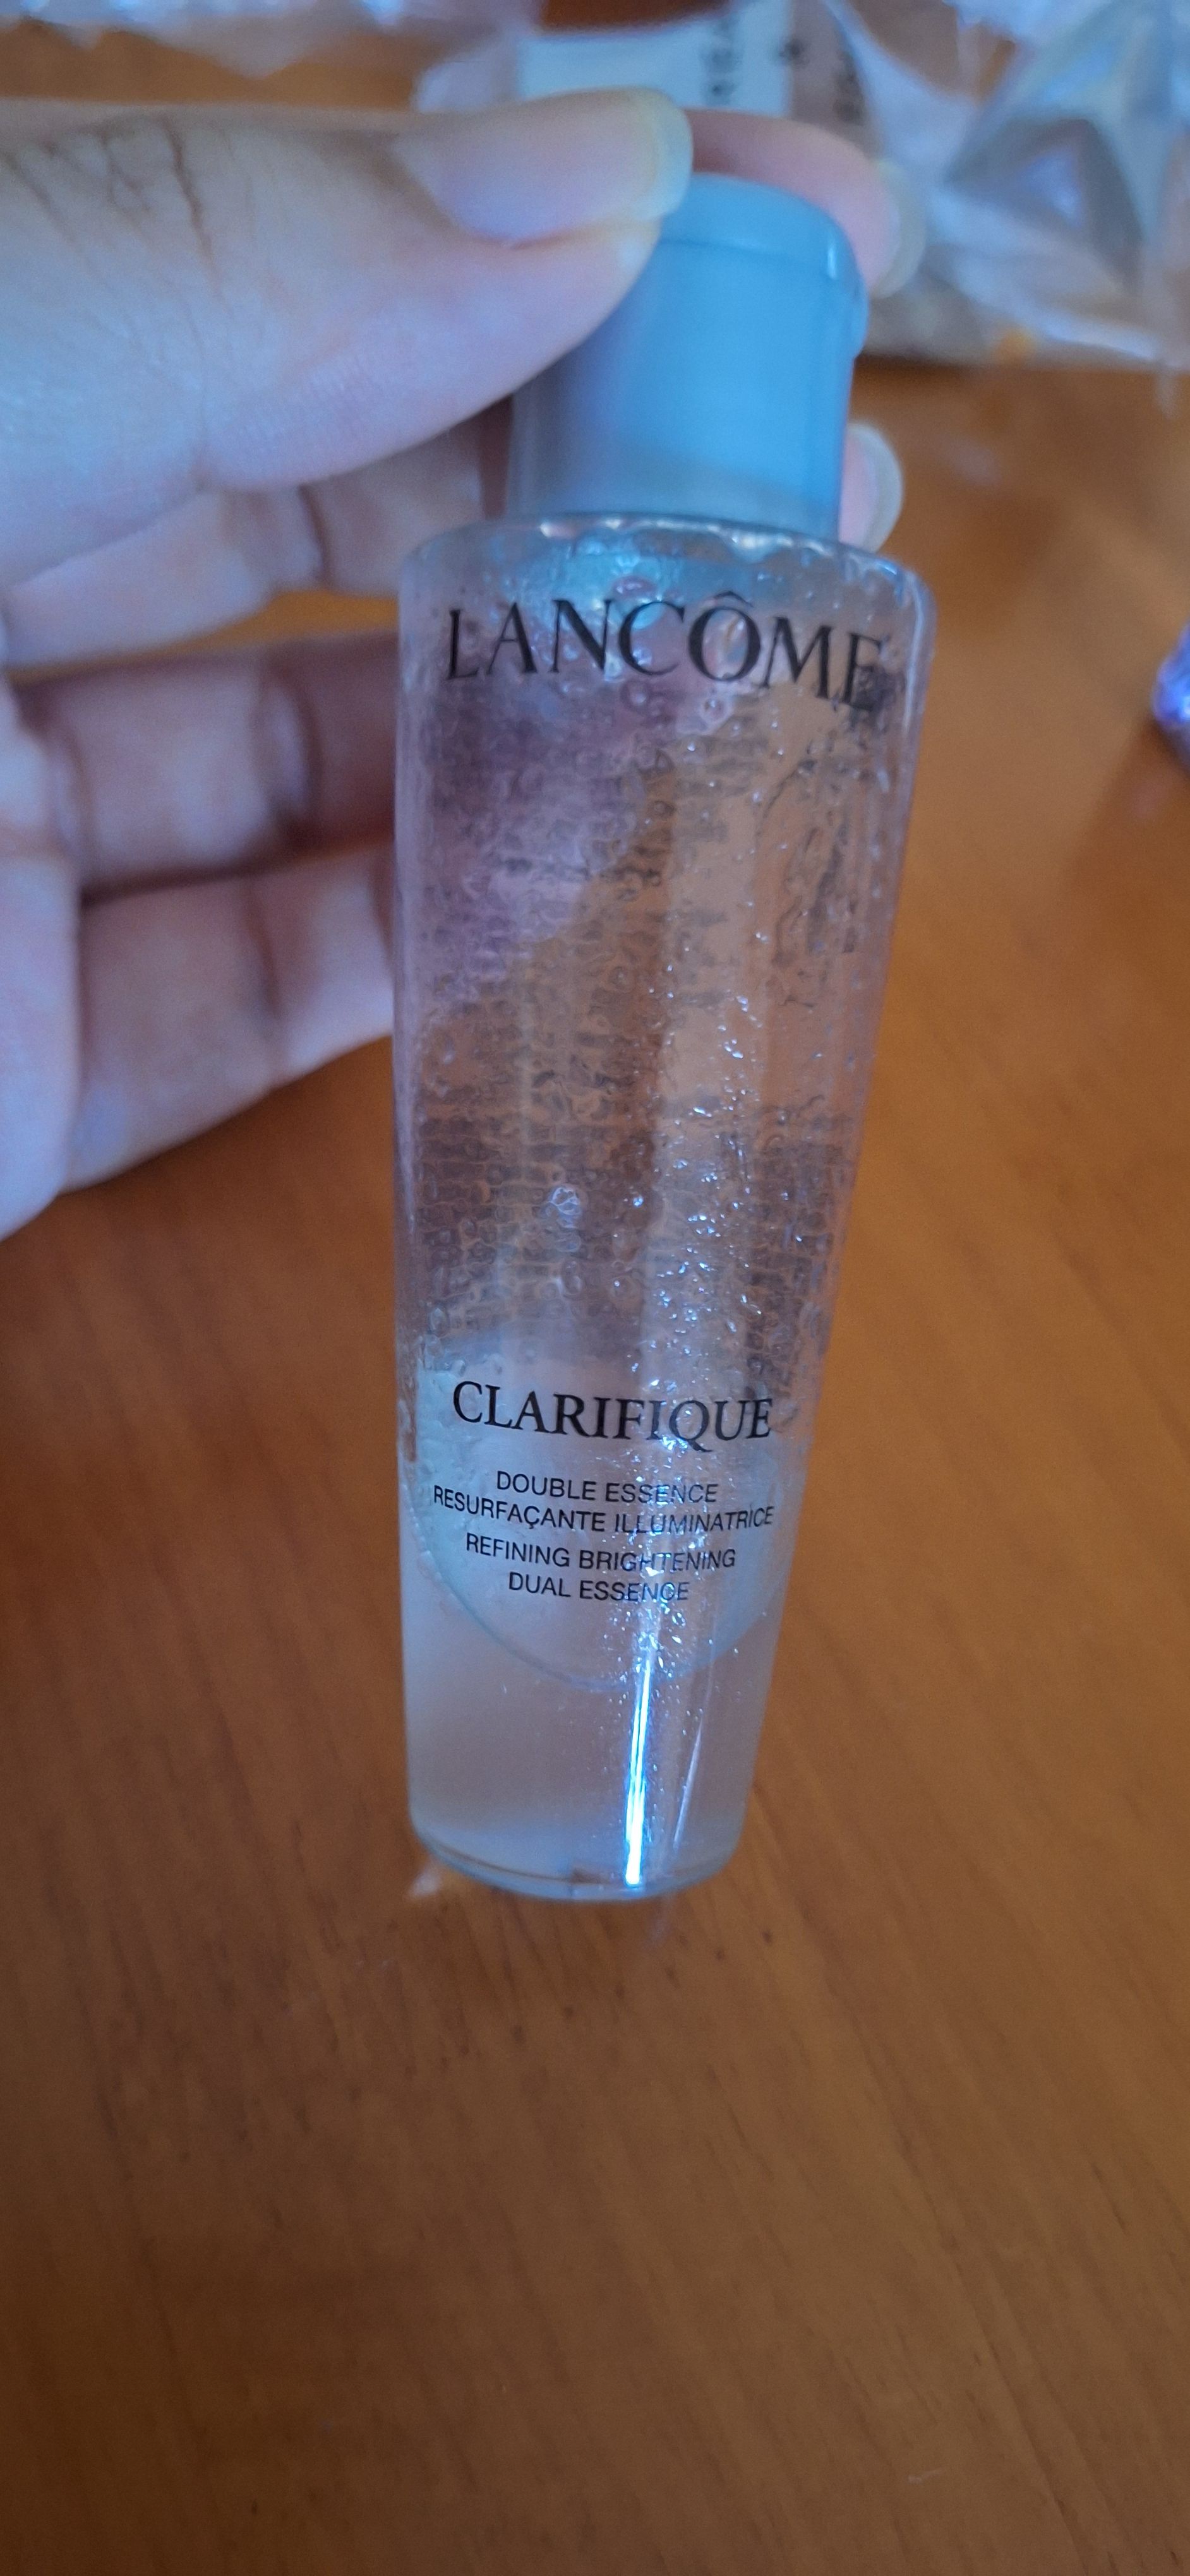 LANCÔME
CLARIFIQUE
DOUBLE ESSENCE
RESURFAÇANTE ILLUMINATRICE
REFINING BRIGHTENING
DUAL ESSENCE